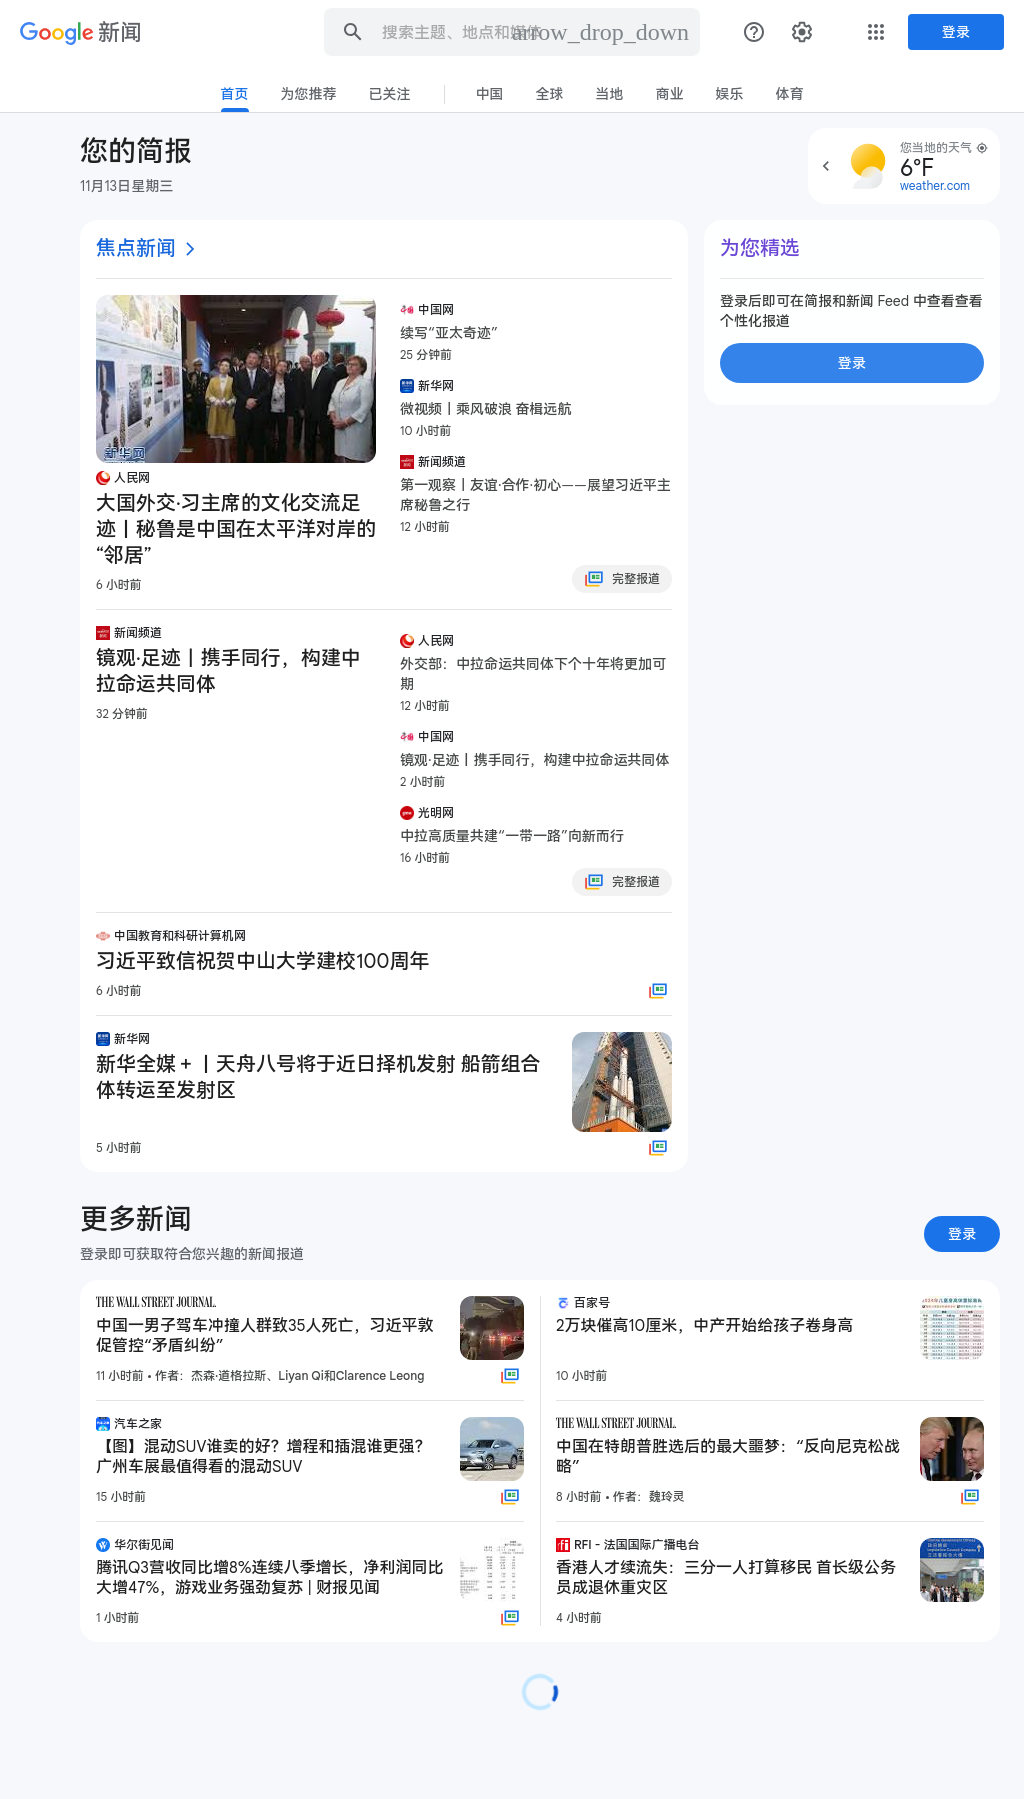 Google 新闻
搜索主题、地点和媒体
arrow_drop_down
登录
首页
为您推荐
已关注
中国
全球
当地
商业
娱乐
体育
您的简报
11月13日星期三
您当地的天气
6°F
weather.com
焦点新闻
新华网
人民网
大国外交·习主席的文化交流足
迹丨秘鲁是中国在太平洋对岸的
“邻居”
6 小时前
中国网
续写“亚太奇迹”
25 分钟前
新华网
微视频丨乘风破浪 奋楫远航
10 小时前
新闻频道
第一观察丨友谊·合作·初心——展望习近平主
席秘鲁之行
12 小时前
完整报道
为您精选
登录后即可在简报和新闻 Feed 中查看查看
个性化报道
登录
新闻频道
镜观·足迹丨携手同行，构建中
拉命运共同体
32 分钟前
人民网
外交部：中拉命运共同体下个十年将更加可
期
12 小时前
中国网
镜观·足迹丨携手同行，构建中拉命运共同体
2 小时前
光明网
中拉高质量共建“一带一路”向新而行
16 小时前
完整报道
中国教育和科研计算机网
习近平致信祝贺中山大学建校100周年
6 小时前
新华网
新华全媒＋丨天舟八号将于近日择机发射 船箭组合
体转运至发射区
5 小时前
更多新闻
登录即可获取符合您兴趣的新闻报道
登录
THE WALL STREET JOURNAL.
中国一男子驾车冲撞人群致35人死亡，习近平敦
促管控“矛盾纠纷”
11 小时前 • 作者：杰森·道格拉斯、Liyan Qi和Clarence Leong
汽车之家
【图】混动SUV谁卖的好？增程和插混谁更强？
广州车展最值得看的混动SUV
15 小时前
华尔街见闻
腾讯Q3营收同比增8%连续八季增长，净利润同比
大增47%，游戏业务强劲复苏 | 财报见闻
1 小时前
百家号
2万块催高10厘米，中产开始给孩子卷身高
10 小时前
THE WALL STREET JOURNAL.
中国在特朗普胜选后的最大噩梦：“反向尼克松战
略”
8 小时前 • 作者：魏玲灵
RFI - 法国国际广播电台
香港人才续流失：三分一人打算移民 首长级公务
员成退休重灾区
4 小时前